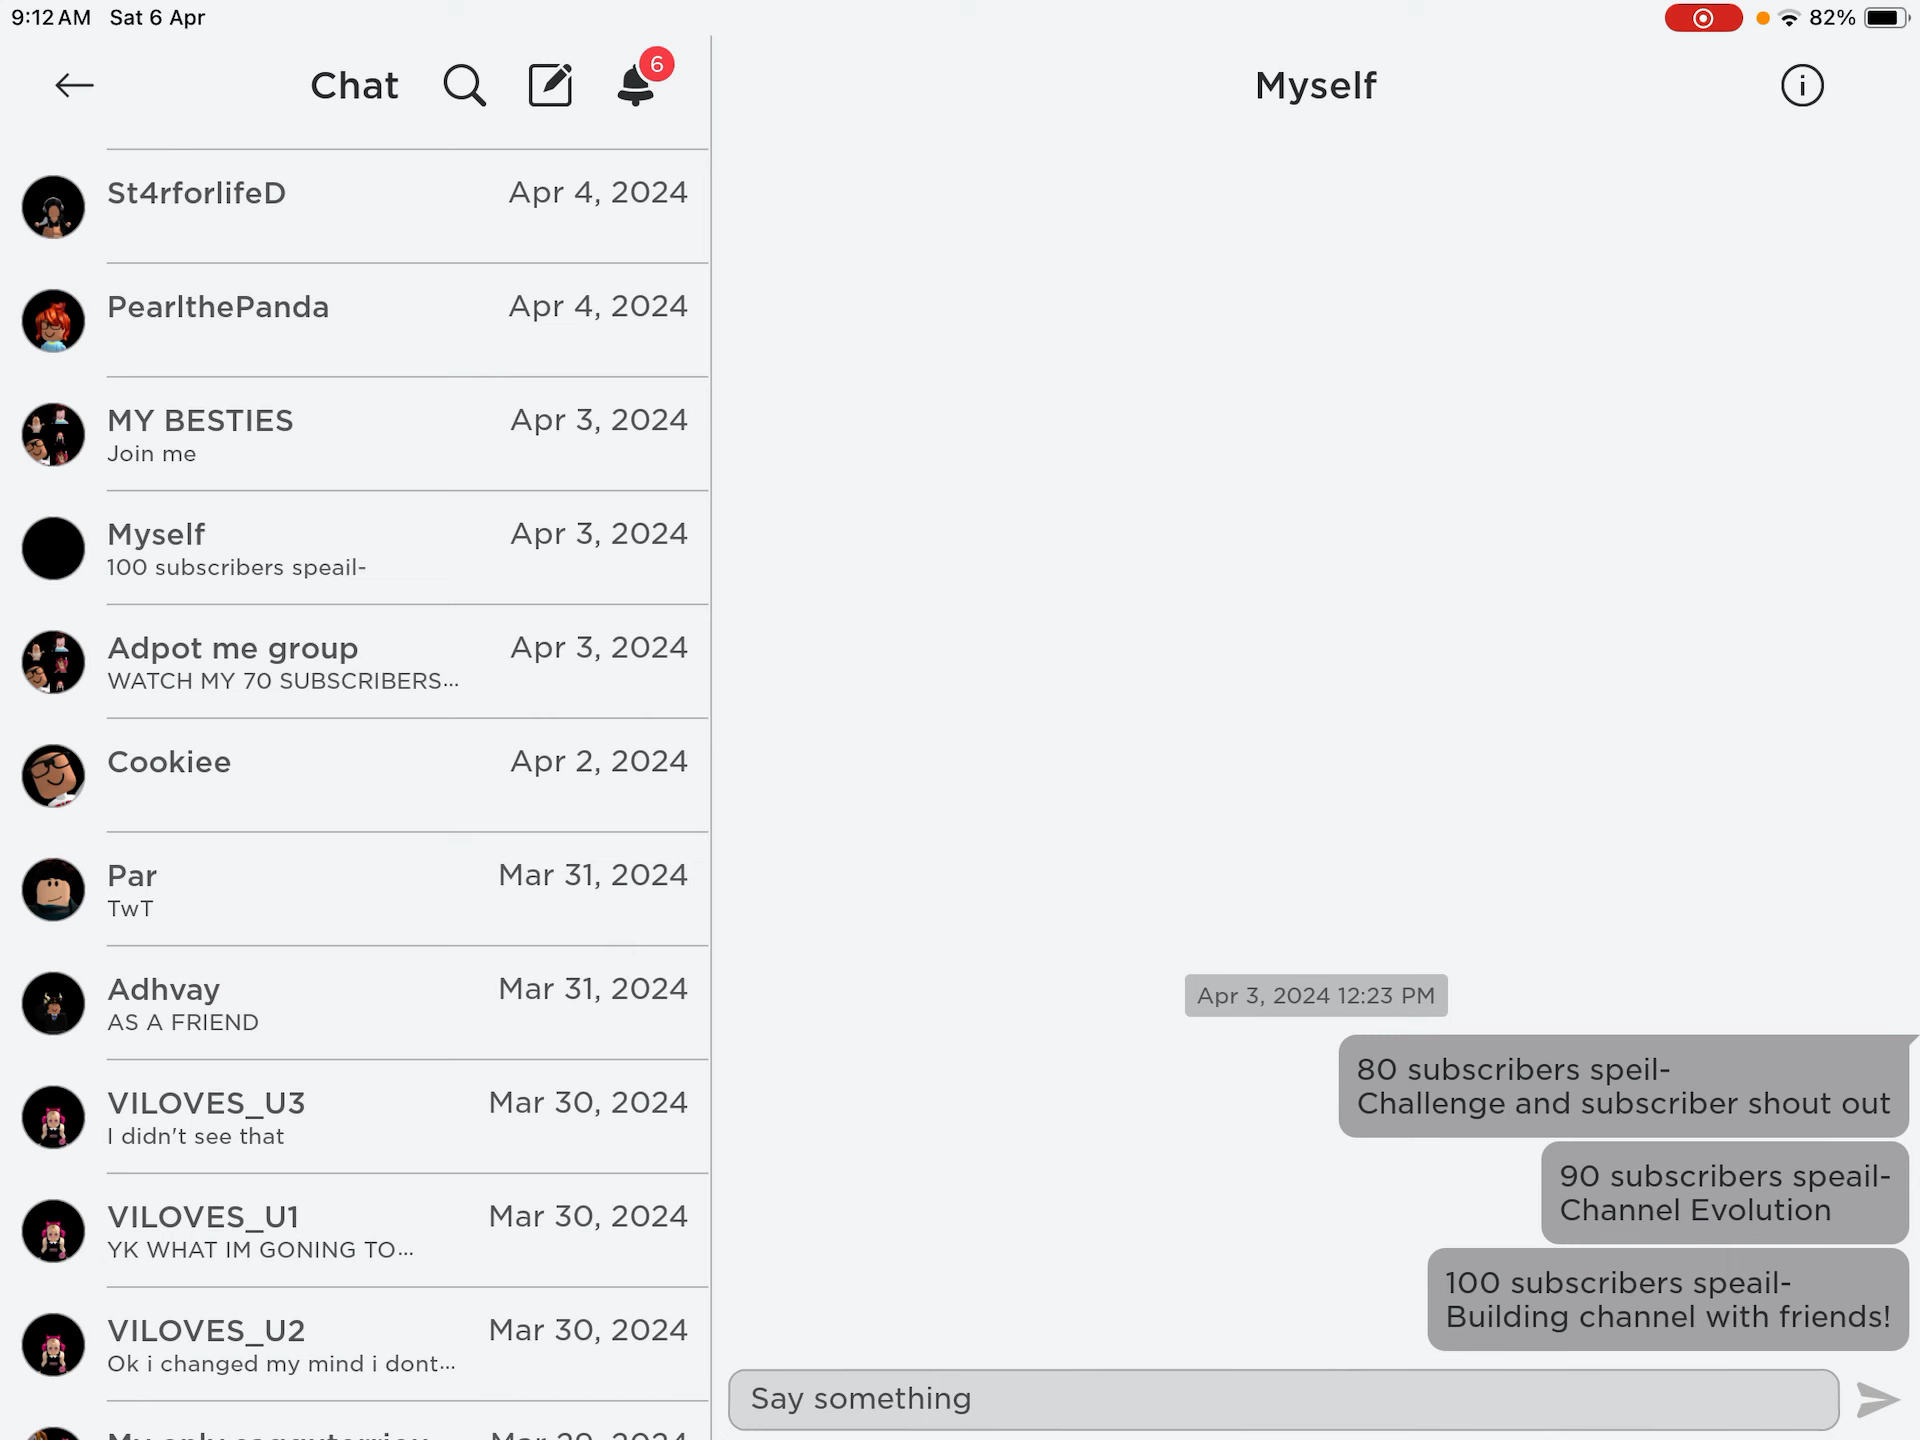 9:12 AM Sat 6 Apr
82%
Chat
6
St4rforlifeD
Apr 4, 2024
PearlthePanda
Apr 4, 2024
MY BESTIES
Apr 3, 2024
Join me
Myself
Apr 3, 2024
100 subscribers speail-
Adpot me group
Apr 3, 2024
WATCH MY 70 SUBSCRIBERS...
Cookiee
Apr 2, 2024
Par
Mar 31, 2024
TwT
Adhvay
Mar 31, 2024
AS A FRIEND
VILOVES_U3
Mar 30, 2024
I didn't see that
VILOVES_U1
Mar 30, 2024
YK WHAT IM GONING TO...
VILOVES_U2
Mar 30, 2024
Ok i changed my mind i dont...
Mar 29, 2024
Myself
Apr 3, 2024 12:23 PM
80 subscribers speil-
Challenge and subscriber shout out
90 subscribers speail-
Channel Evolution
100 subscribers speail-
Building channel with friends!
Say something